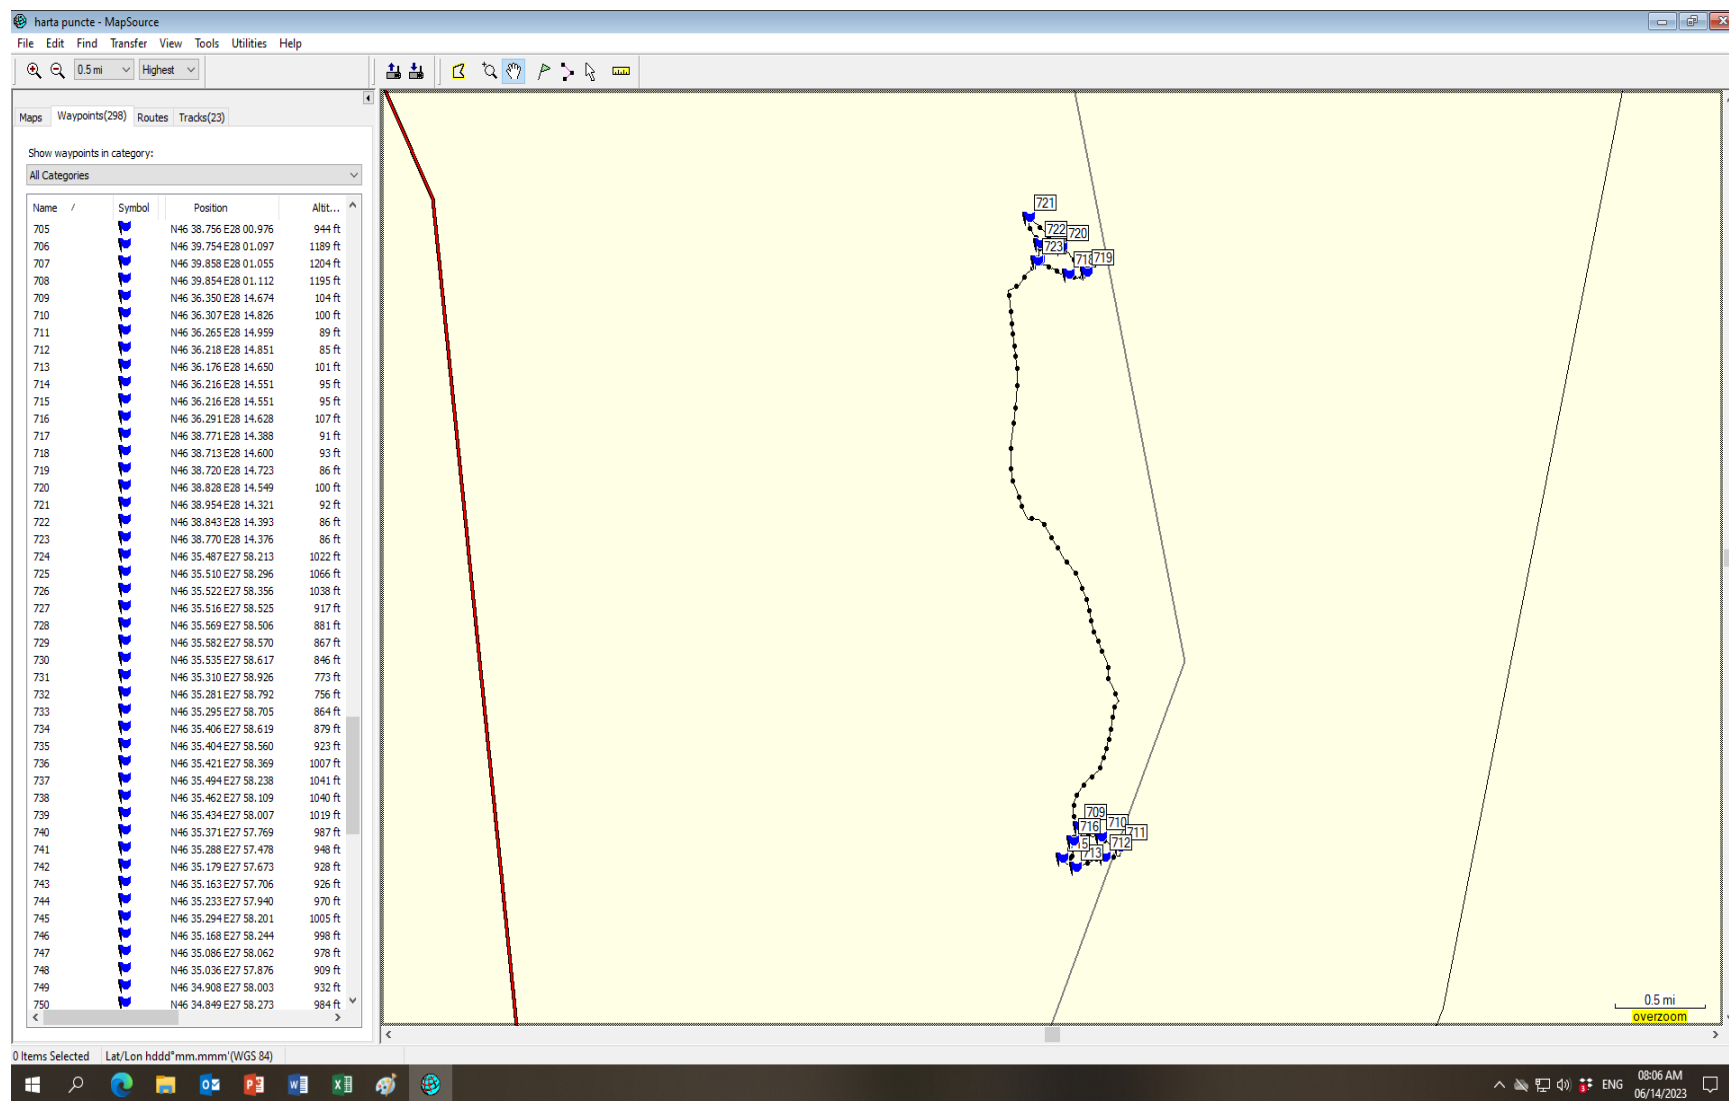 harta puncte - MapSource
File Edit Find Transfer View Tools Utilities Help
0.5 mi Highest
Maps Waypoints(298) Routes Tracks(23)
Show waypoints in category:
All Categories
Name / Symbol Position Altit...
705 N46 38.756 E28 00.976 944 ft
706 N46 39.754 E28 01.097 1189 ft
707 N46 39.858 E28 01.055 1204 ft
708 N46 39.854 E28 01.112 1195 ft
709 N46 36.350 E28 14.674 104 ft
710 N46 36.307 E28 14.826 100 ft
711 N46 36.265 E28 14.959 89 ft
712 N46 36.218 E28 14.851 85 ft
713 N46 36.176 E28 14.650 101 ft
714 N46 36.216 E28 14.551 95 ft
715 N46 36.216 E28 14.551 95 ft
716 N46 36.291 E28 14.628 107 ft
717 N46 38.771 E28 14.388 91 ft
718 N46 38.713 E28 14.600 93 ft
719 N46 38.720 E28 14.723 86 ft
720 N46 38.828 E28 14.549 100 ft
721 N46 38.954 E28 14.321 92 ft
722 N46 38.843 E28 14.393 86 ft
723 N46 38.770 E28 14.376 86 ft
724 N46 35.487 E27 58.213 1022 ft
725 N46 35.510 E27 58.296 1066 ft
726 N46 35.522 E27 58.356 1038 ft
727 N46 35.516 E27 58.525 917 ft
728 N46 35.569 E27 58.506 881 ft
729 N46 35.582 E27 58.570 867 ft
730 N46 35.535 E27 58.617 846 ft
731 N46 35.310 E27 58.926 773 ft
732 N46 35.281 E27 58.792 756 ft
733 N46 35.295 E27 58.705 864 ft
734 N46 35.406 E27 58.619 879 ft
735 N46 35.404 E27 58.560 923 ft
736 N46 35.421 E27 58.369 1007 ft
737 N46 35.494 E27 58.238 1041 ft
738 N46 35.462 E27 58.109 1040 ft
739 N46 35.434 E27 58.007 1019 ft
740 N46 35.371 E27 57.769 987 ft
741 N46 35.288 E27 57.478 948 ft
742 N46 35.179 E27 57.673 928 ft
743 N46 35.163 E27 57.706 926 ft
744 N46 35.233 E27 57.940 970 ft
745 N46 35.294 E27 58.201 1005 ft
746 N46 35.168 E27 58.244 998 ft
747 N46 35.086 E27 58.062 978 ft
748 N46 35.036 E27 57.876 909 ft
749 N46 34.908 E27 58.003 932 ft
750 N46 34.849 E27 58.273 984 ft
721
722 720
723
718 719
709
716 710
711
15 713 712
0.5 mi
overzoom
0 Items Selected Lat/Lon hddd°mm.mmm'(WGS 84)
ENG 08:06 AM
06/14/2023